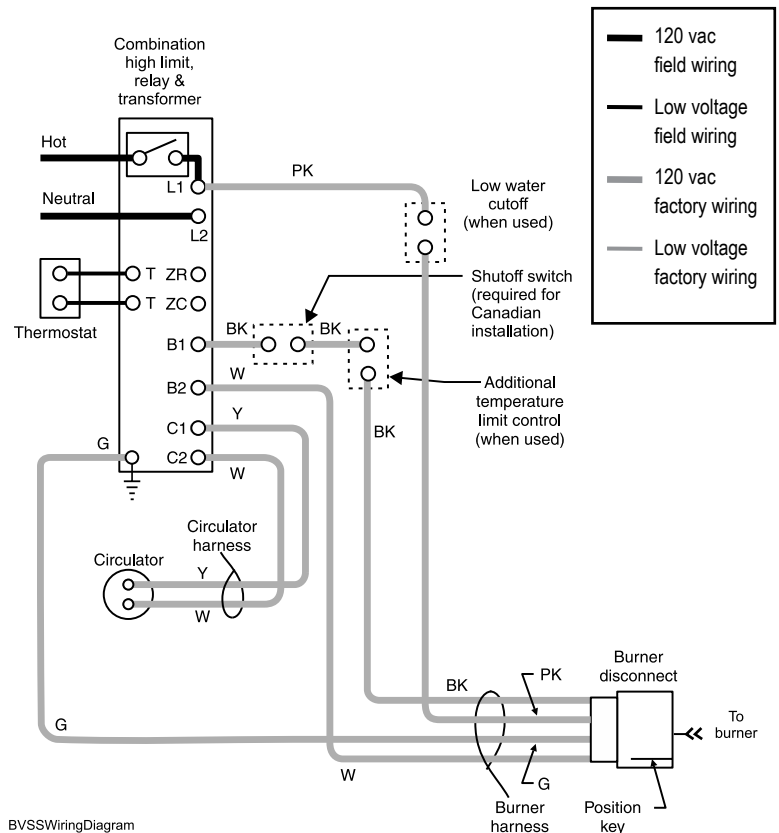 Combination
high limit,
relay &
transformer
120 vac
field wiring
Low voltage
field wiring
120 vac
factory wiring
Low voltage
factory wiring
Hot
L1
PK
Low water
cutoff
(when used)
Neutral
L2
T ZR
T ZC
Thermostat
Shutoff switch
(required for
Canadian
installation)
B1
BK
BK
B2
W
Additional
temperature
limit control
(when used)
C1
Y
BK
G
C2
W
Circulator
harness
Circulator
Y
W
Burner
disconnect
BK
PK
G
To
burner
W
G
Burner
harness
Position
key
BVSSWiringDiagram